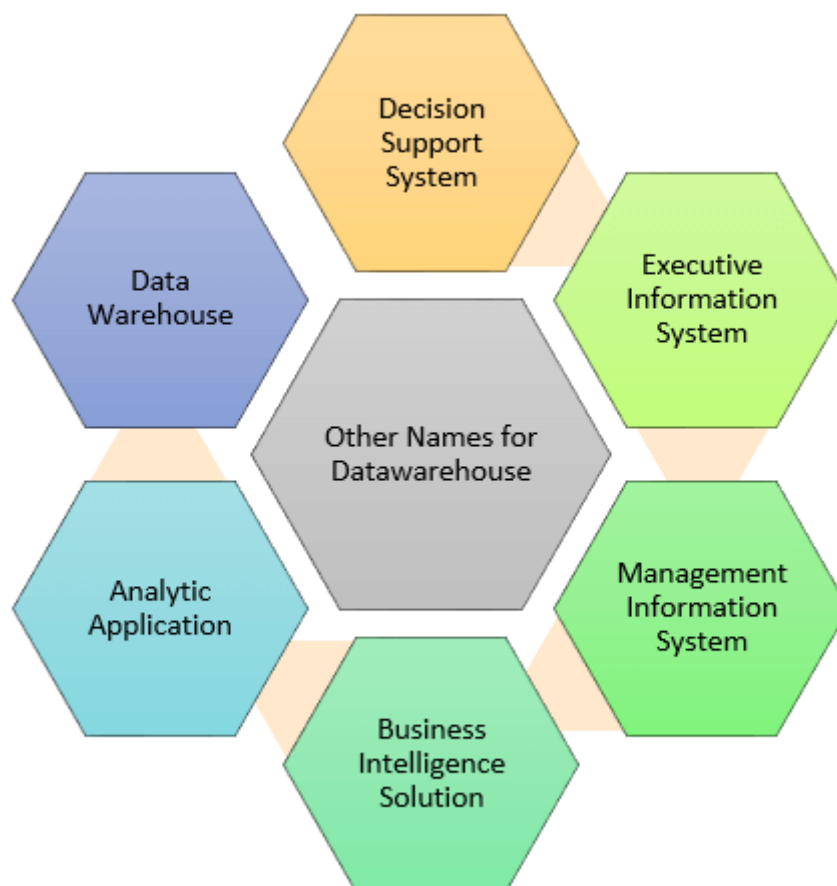 Decision
Support
System
Executive
Information
System
Management
Information
System
Business
Intelligence
Solution
Analytic
Application
Data
Warehouse
Other Names for
Datawarehouse